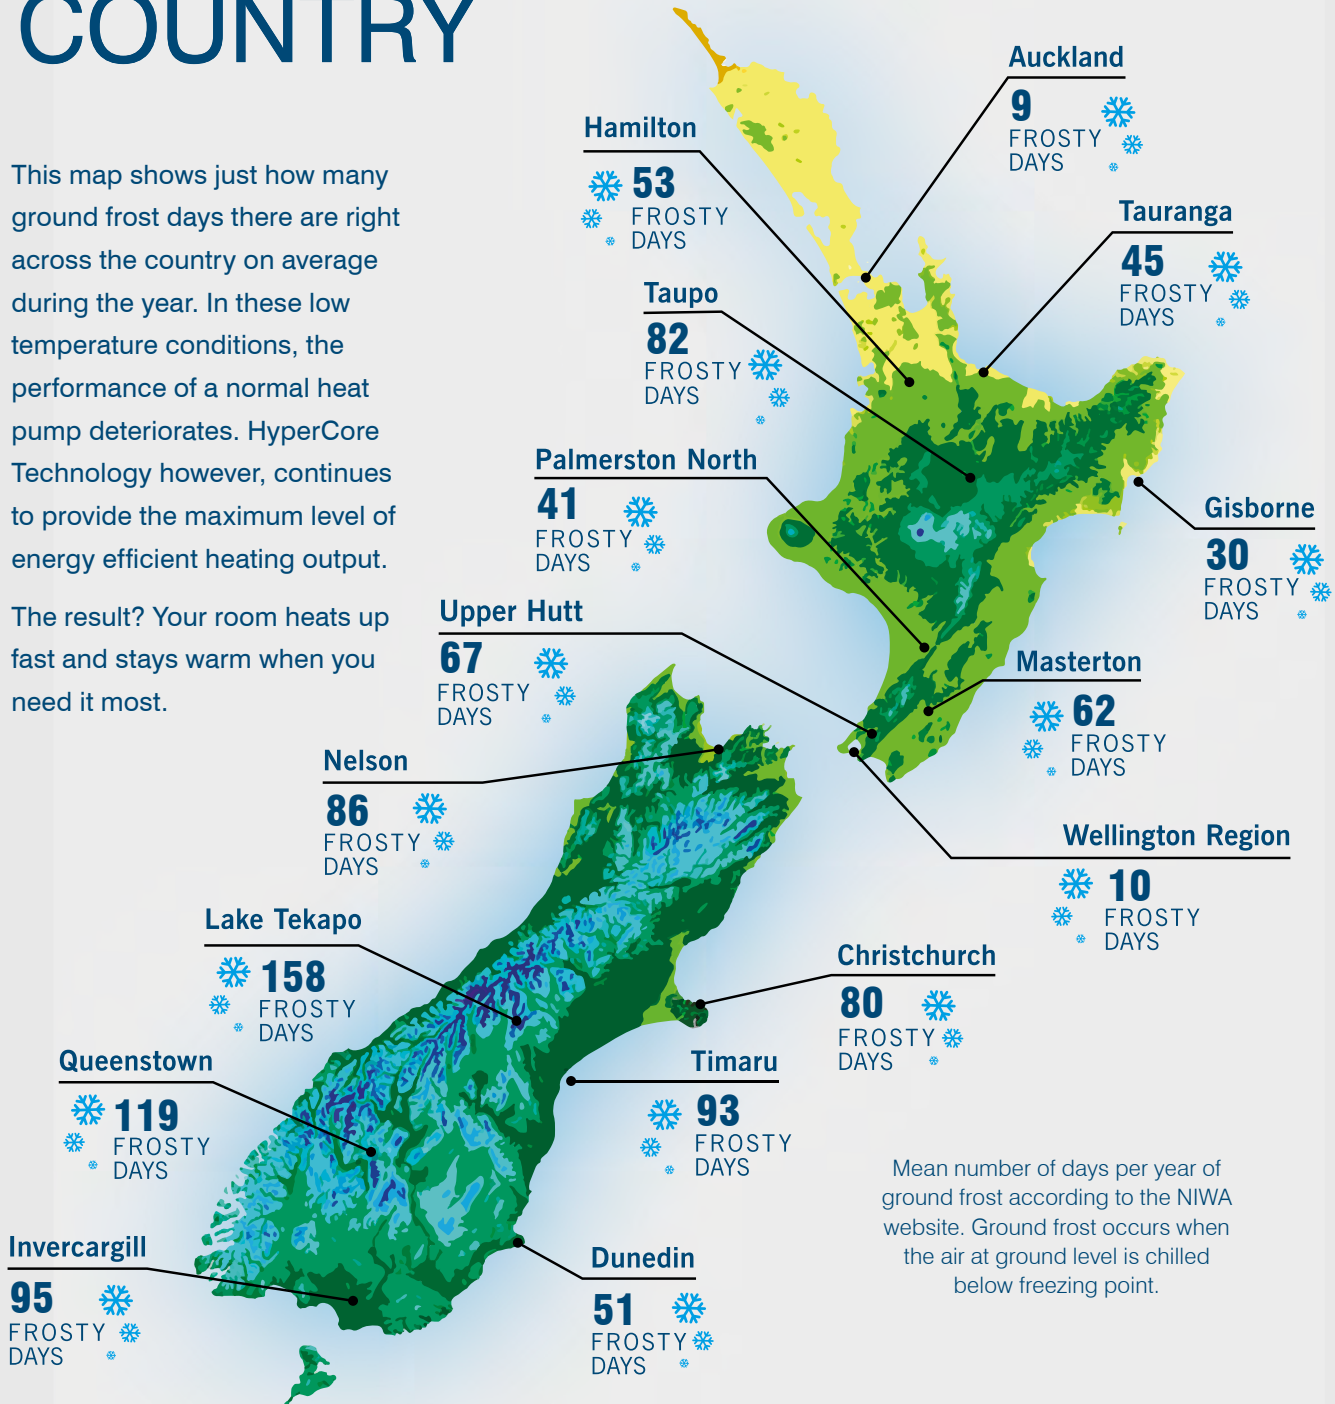 COUNTRY
This map shows just how many
ground frost days there are right
across the country on average
during the year. In these low
temperature conditions, the
performance of a normal heat
pump deteriorates. HyperCore
Technology however, continues
to provide the maximum level of
energy efficient heating output.
The result? Your room heats up
fast and stays warm when you
need it most.
Auckland
9
FROSTY
DAYS
Hamilton
53
FROSTY
DAYS
Tauranga
45
FROSTY
DAYS
Taupo
82
FROSTY
DAYS
Palmerston North
41
FROSTY
DAYS
Gisborne
30
FROSTY
DAYS
Upper Hutt
67
FROSTY
DAYS
Masterton
62
FROSTY
DAYS
Nelson
86
FROSTY
DAYS
Wellington Region
10
FROSTY
DAYS
Lake Tekapo
158
FROSTY
DAYS
Christchurch
80
FROSTY
DAYS
Queenstown
119
FROSTY
DAYS
Timaru
93
FROSTY
DAYS
Invercargill
95
FROSTY
DAYS
Dunedin
51
FROSTY
DAYS
Mean number of days per year of
ground frost according to the NIWA
website. Ground frost occurs when
the air at ground level is chilled
below freezing point.